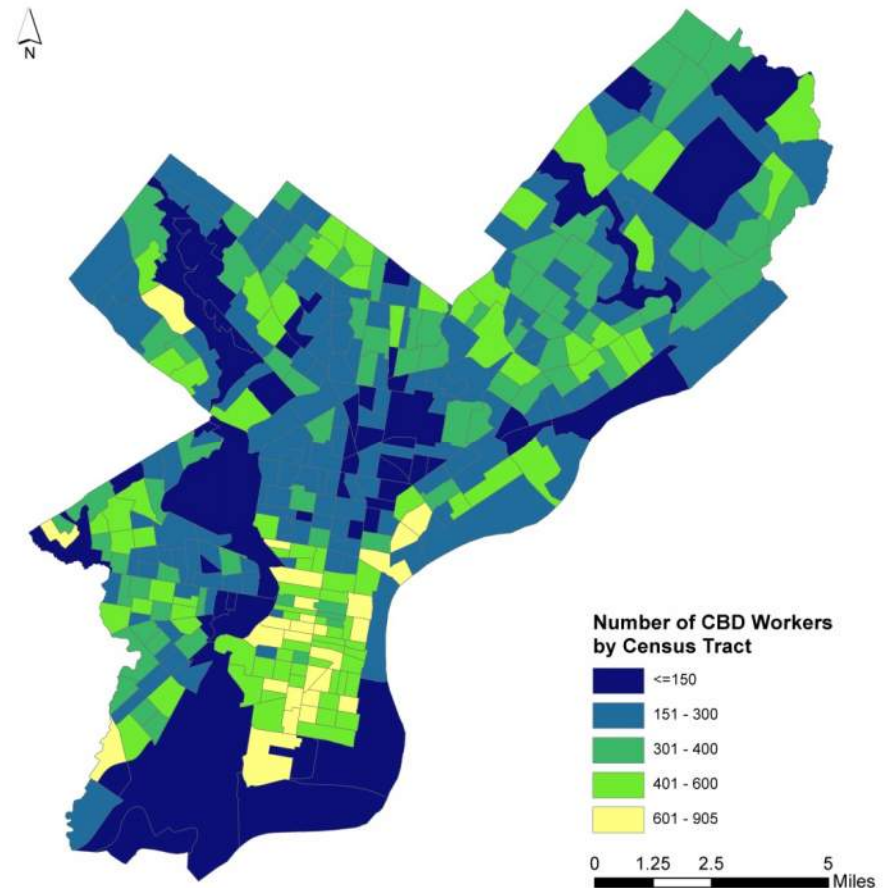 N
Number of CBD Workers
by Census Tract
<=150
151 - 300
301 - 400
401 - 600
601 - 905
0 1.25 2.5 5
Miles